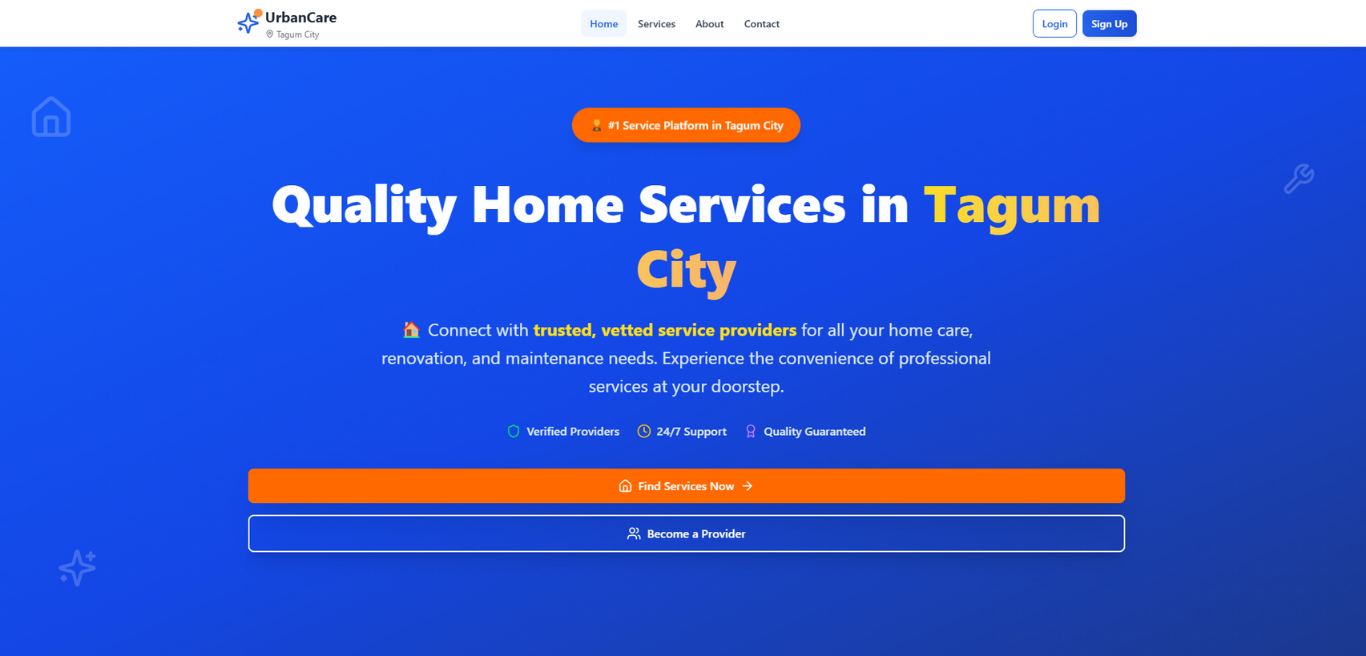 UrbanCare
Tagum City
Home
Services
About
Contact
Login
Sign Up
#1 Service Platform in Tagum City
Quality Home Services in Tagum
City
Connect with trusted, vetted service providers for all your home care,
renovation, and maintenance needs. Experience the convenience of professional
services at your doorstep.
Verified Providers
24/7 Support
Quality Guaranteed
Find Services Now
Become a Provider